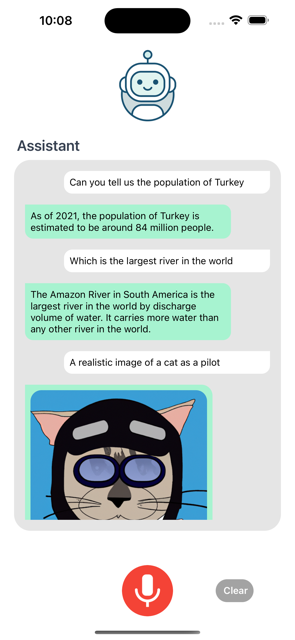 10:08
Assistant
Can you tell us the population of Turkey
As of 2021, the population of Turkey is
estimated to be around 84 million people.
Which is the largest river in the world
The Amazon River in South America is the
largest river in the world by discharge
volume of water. It carries more water than
any other river in the world.
A realistic image of a cat as a pilot
Clear